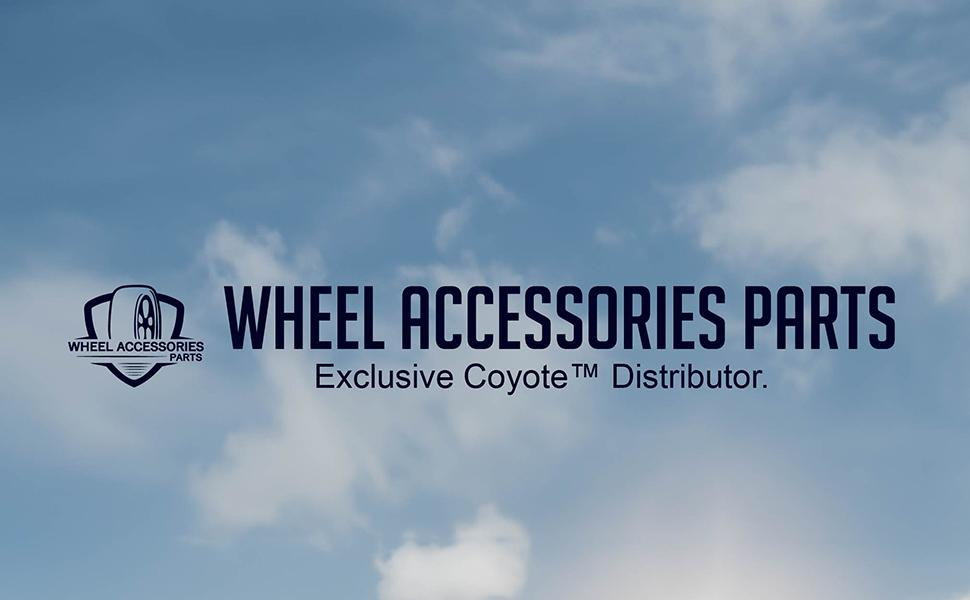 WHEEL ACCESSORIES
PARTS
WHEEL ACCESSORIES PARTS
Exclusive Coyote™ Distributor.